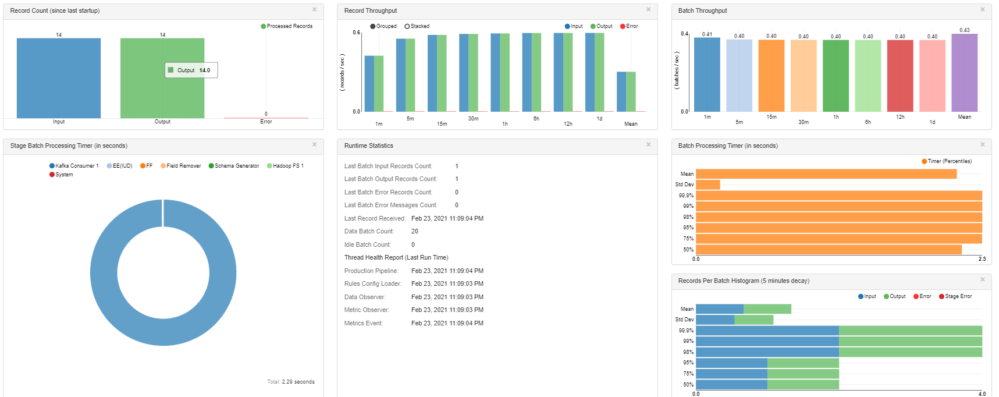 Record Count (since last startup) ×
Processed Records
14 14
Output 14.0
0
Input Output Error
Record Throughput ×
Grouped Stacked Input Output Error
0.6
( records / sec )
0.0
1m 5m 15m 30m 1h 6h 12h 1d Mean
Batch Throughput ×
0.4
0.41 0.40 0.40 0.40 0.40 0.40 0.40 0.40 0.43
( batches / sec )
0.0
1m 5m 15m 30m 1h 6h 12h 1d Mean
Stage Batch Processing Timer (in seconds) ×
Kafka Consumer 1 EE(IUD) FF Field Remover Schema Generator Hadoop FS 1
System
Total: 2.29 seconds
Runtime Statistics ×
Last Batch Input Records Count: 1
Last Batch Output Records Count: 1
Last Batch Error Records Count: 0
Last Batch Error Messages Count: 0
Last Record Received: Feb 23, 2021 11:09:04 PM
Data Batch Count: 20
Idle Batch Count: 0
Thread Health Report (Last Run Time)
Production Pipeline: Feb 23, 2021 11:09:04 PM
Rules Config Loader: Feb 23, 2021 11:09:03 PM
Data Observer: Feb 23, 2021 11:09:03 PM
Metric Observer: Feb 23, 2021 11:09:03 PM
Metrics Event: Feb 23, 2021 11:09:04 PM
Batch Processing Timer (in seconds) ×
Timer (Percentiles)
Mean
Std Dev
99.9%
99%
98%
95%
75%
50%
0.0 2.5
Records Per Batch Histogram (5 minutes decay) ×
Input Output Error Stage Error
Mean
Std Dev
99.9%
99%
98%
95%
75%
50%
0.0 4.0